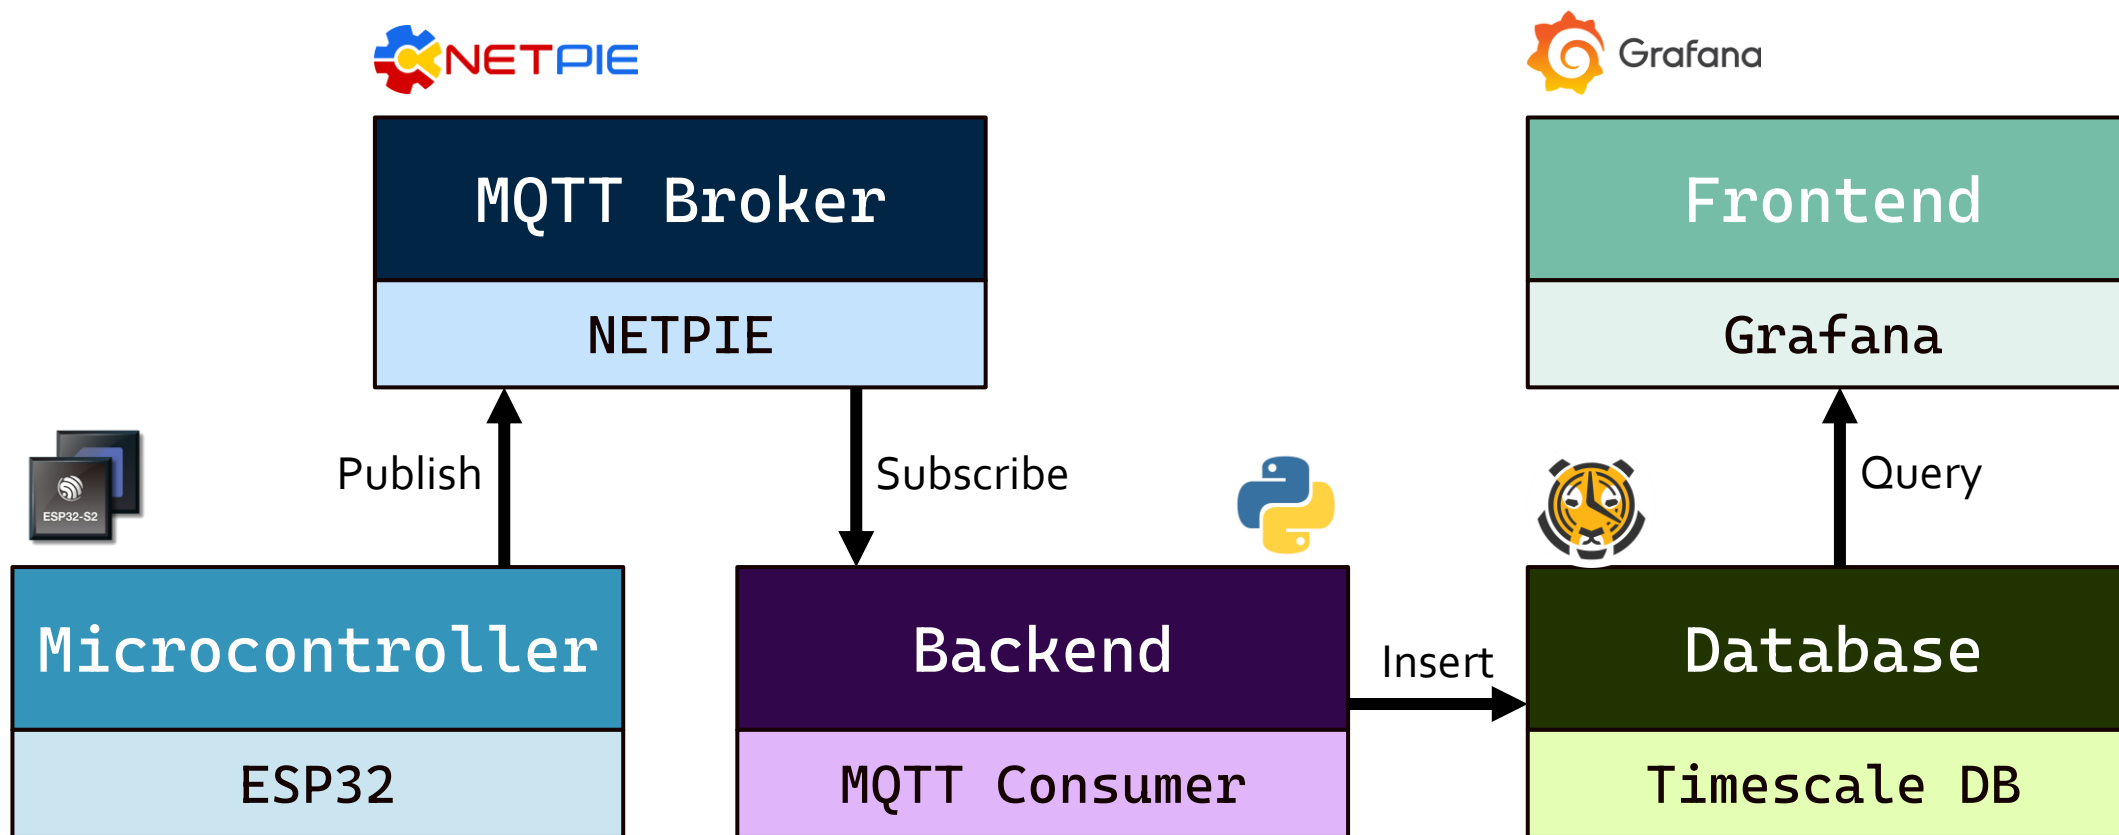 NETPIE
Grafana
MQTT Broker
NETPIE
Frontend
Grafana
Publish
Subscribe
Query
ESP32-S2
Microcontroller
ESP32
Backend
MQTT Consumer
Insert
Database
Timescale DB